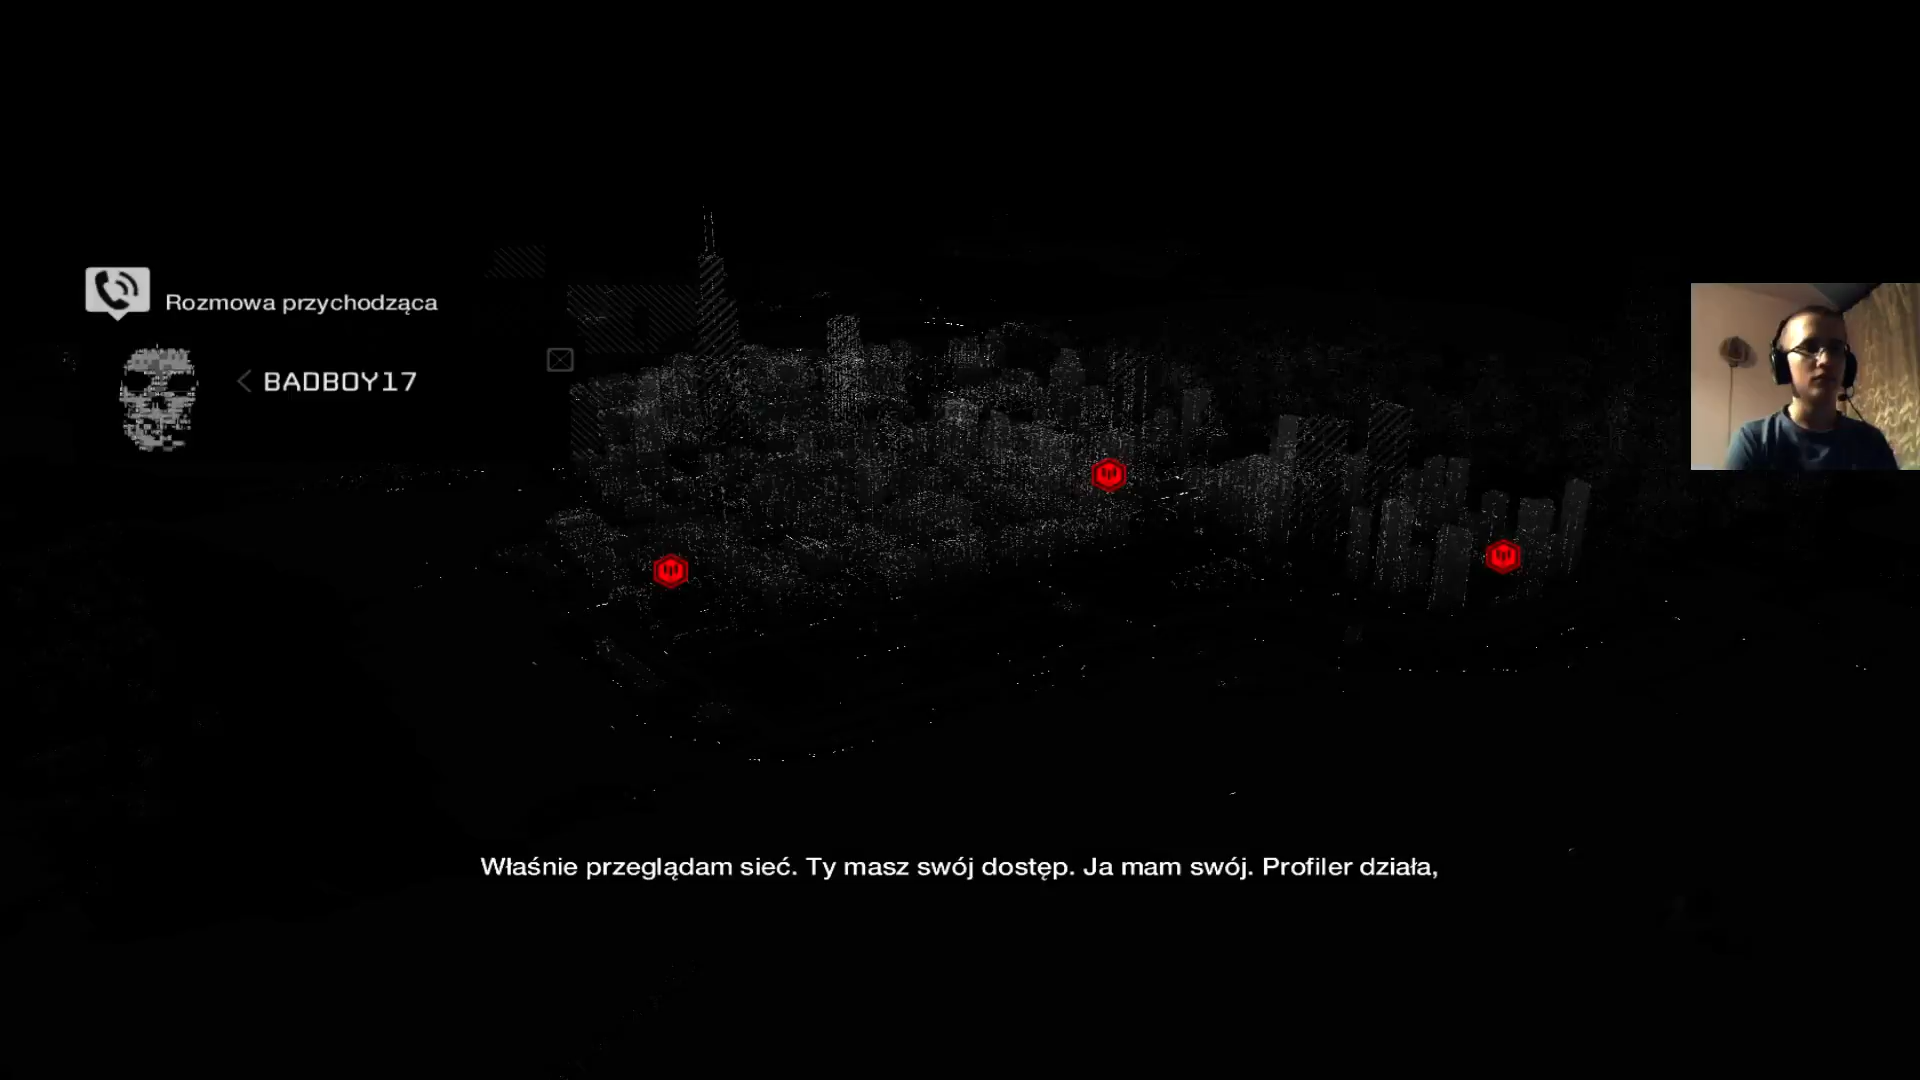 Rozmowa przychodząca
< BADBOY17
Właśnie przeglądam sieć. Ty masz swój dostęp. Ja mam swój. Profiler działa,